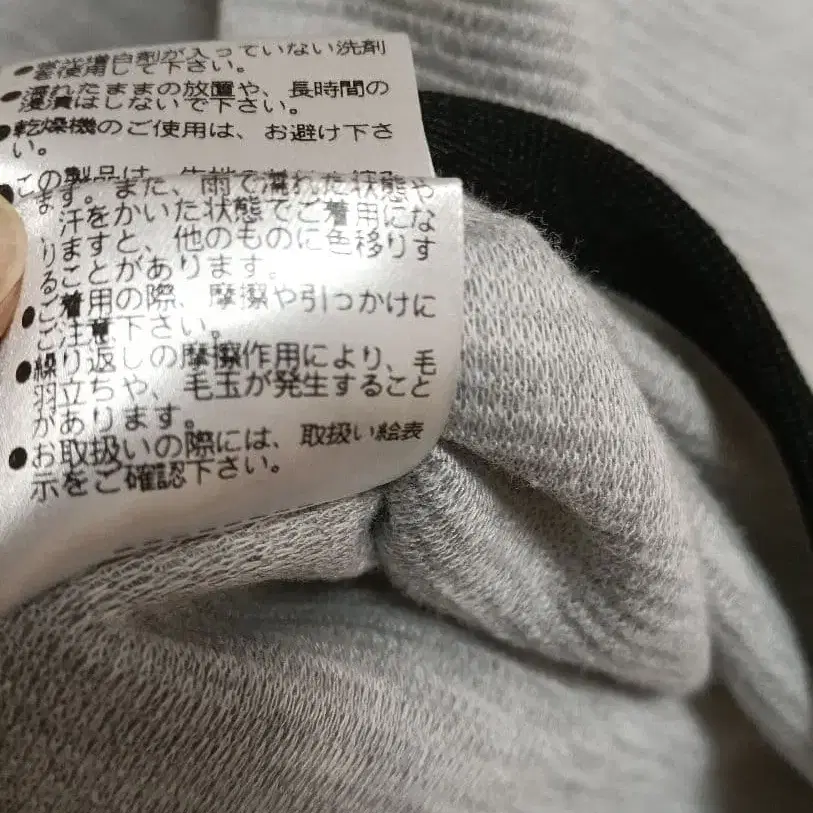 ●蛍光増白剤が入っていない洗剤
を使用して下さい。
●濡れたままの放置や、長時間の
浸漬はしないで下さい。
●乾燥機のご使用は、お避け下さ
い。
●この製品は、
ます。また、雨で濡れた状態や
汗をかいた状態でご着用にな
りますと、他のものに色移りす
ることがあります。
●ご着用の際、摩擦や引っかけに
ご注意下さい。
●繰り返しの摩擦作用により、毛
羽立ちや、毛玉が発生すること
があります。
●お取扱いの際には、取扱い絵表
示をご確認下さい。